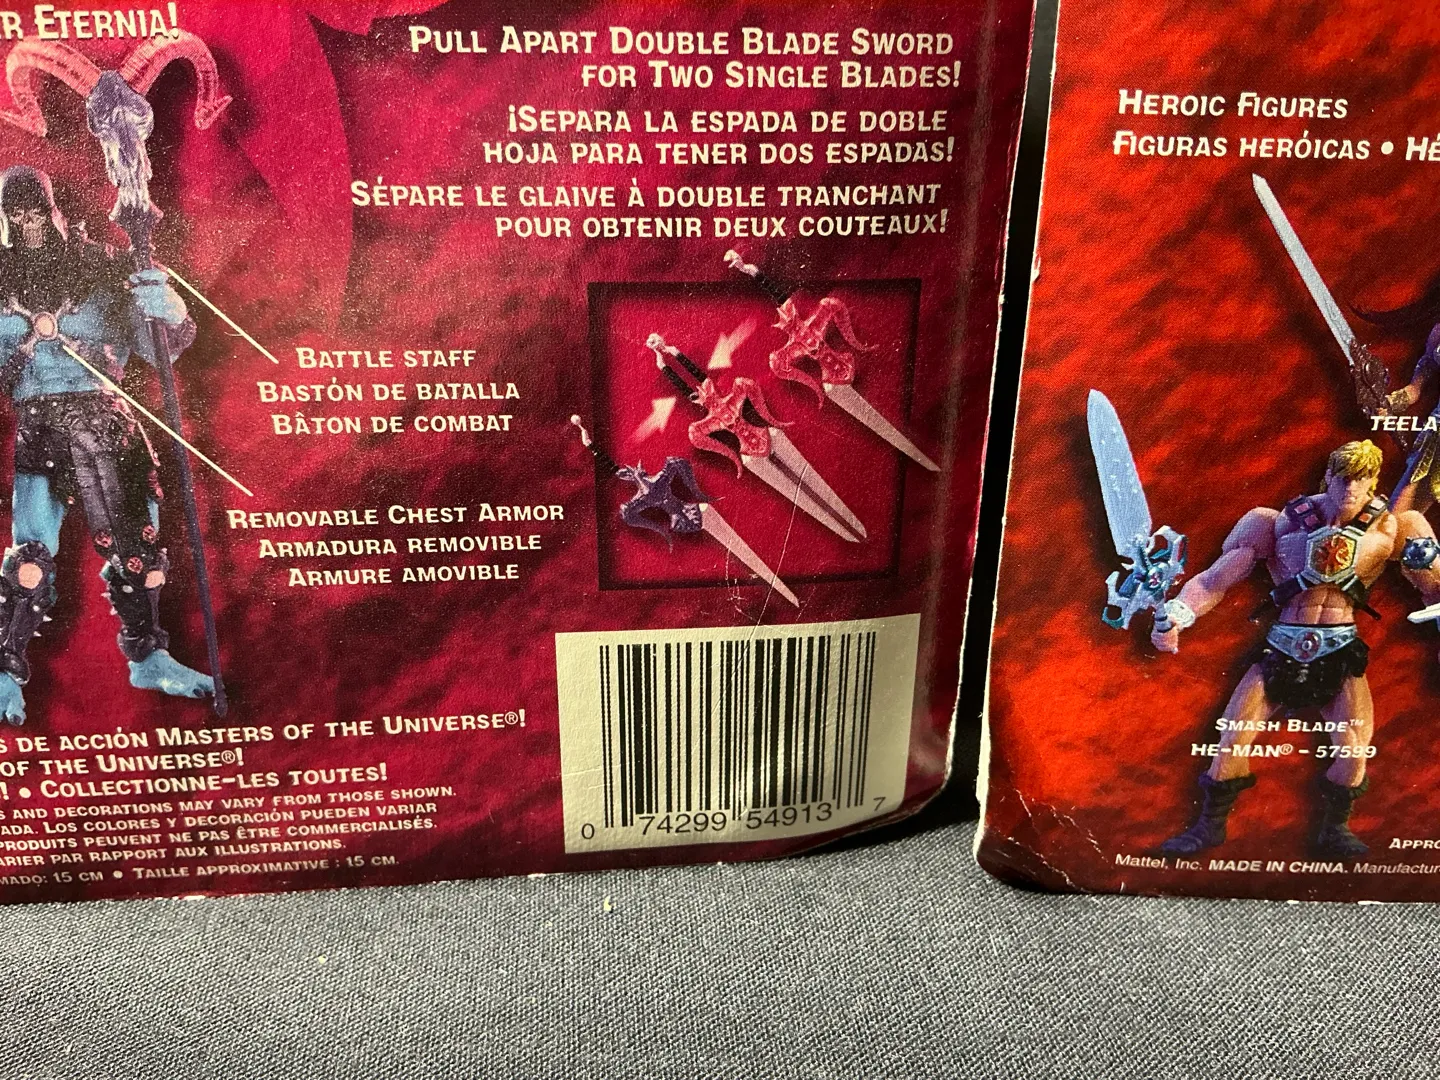 R ETERNIA!
PULL APART DOUBLE BLADE SWORD
FOR TWO SINGLE BLADES!
¡SEPARA LA ESPADA DE DOBLE
HOJA PARA TENER DOS ESPADAS!
SÉPARE LE GLAIVE À DOUBLE TRANCHANT
POUR OBTENIR DEUX COUTEAUX!
BATTLE STAFF
BASTÓN DE BATALLA
BÂTON DE COMBAT
REMOVABLE CHEST ARMOR
ARMADURA REMOVIBLE
ARMURE AMOVIBLE
S DE ACCIÓN MASTERS OF THE UNIVERSE®!
OF THE UNIVERSE®!
! • COLLECTIONNE-LES TOUTES!
S AND DECORATIONS MAY VARY FROM THOSE SHOWN.
ADA. LOS COLORES Y DECORACIÓN PUEDEN VARIAR
PRODUITS PEUVENT NE PAS ÊTRE COMMERCIALISÉS.
ARIER PAR RAPPORT AUX ILLUSTRATIONS.
MADO: 15 CM • TAILLE APPROXIMATIVE : 15 CM.
0 74299 54913 7
HEROIC FIGURES
FIGURAS HERÓICAS • HÉ
TEELA
SMASH BLADE™
HE-MAN® - 57599
APPRO
Mattel, Inc. MADE IN CHINA. Manufactur